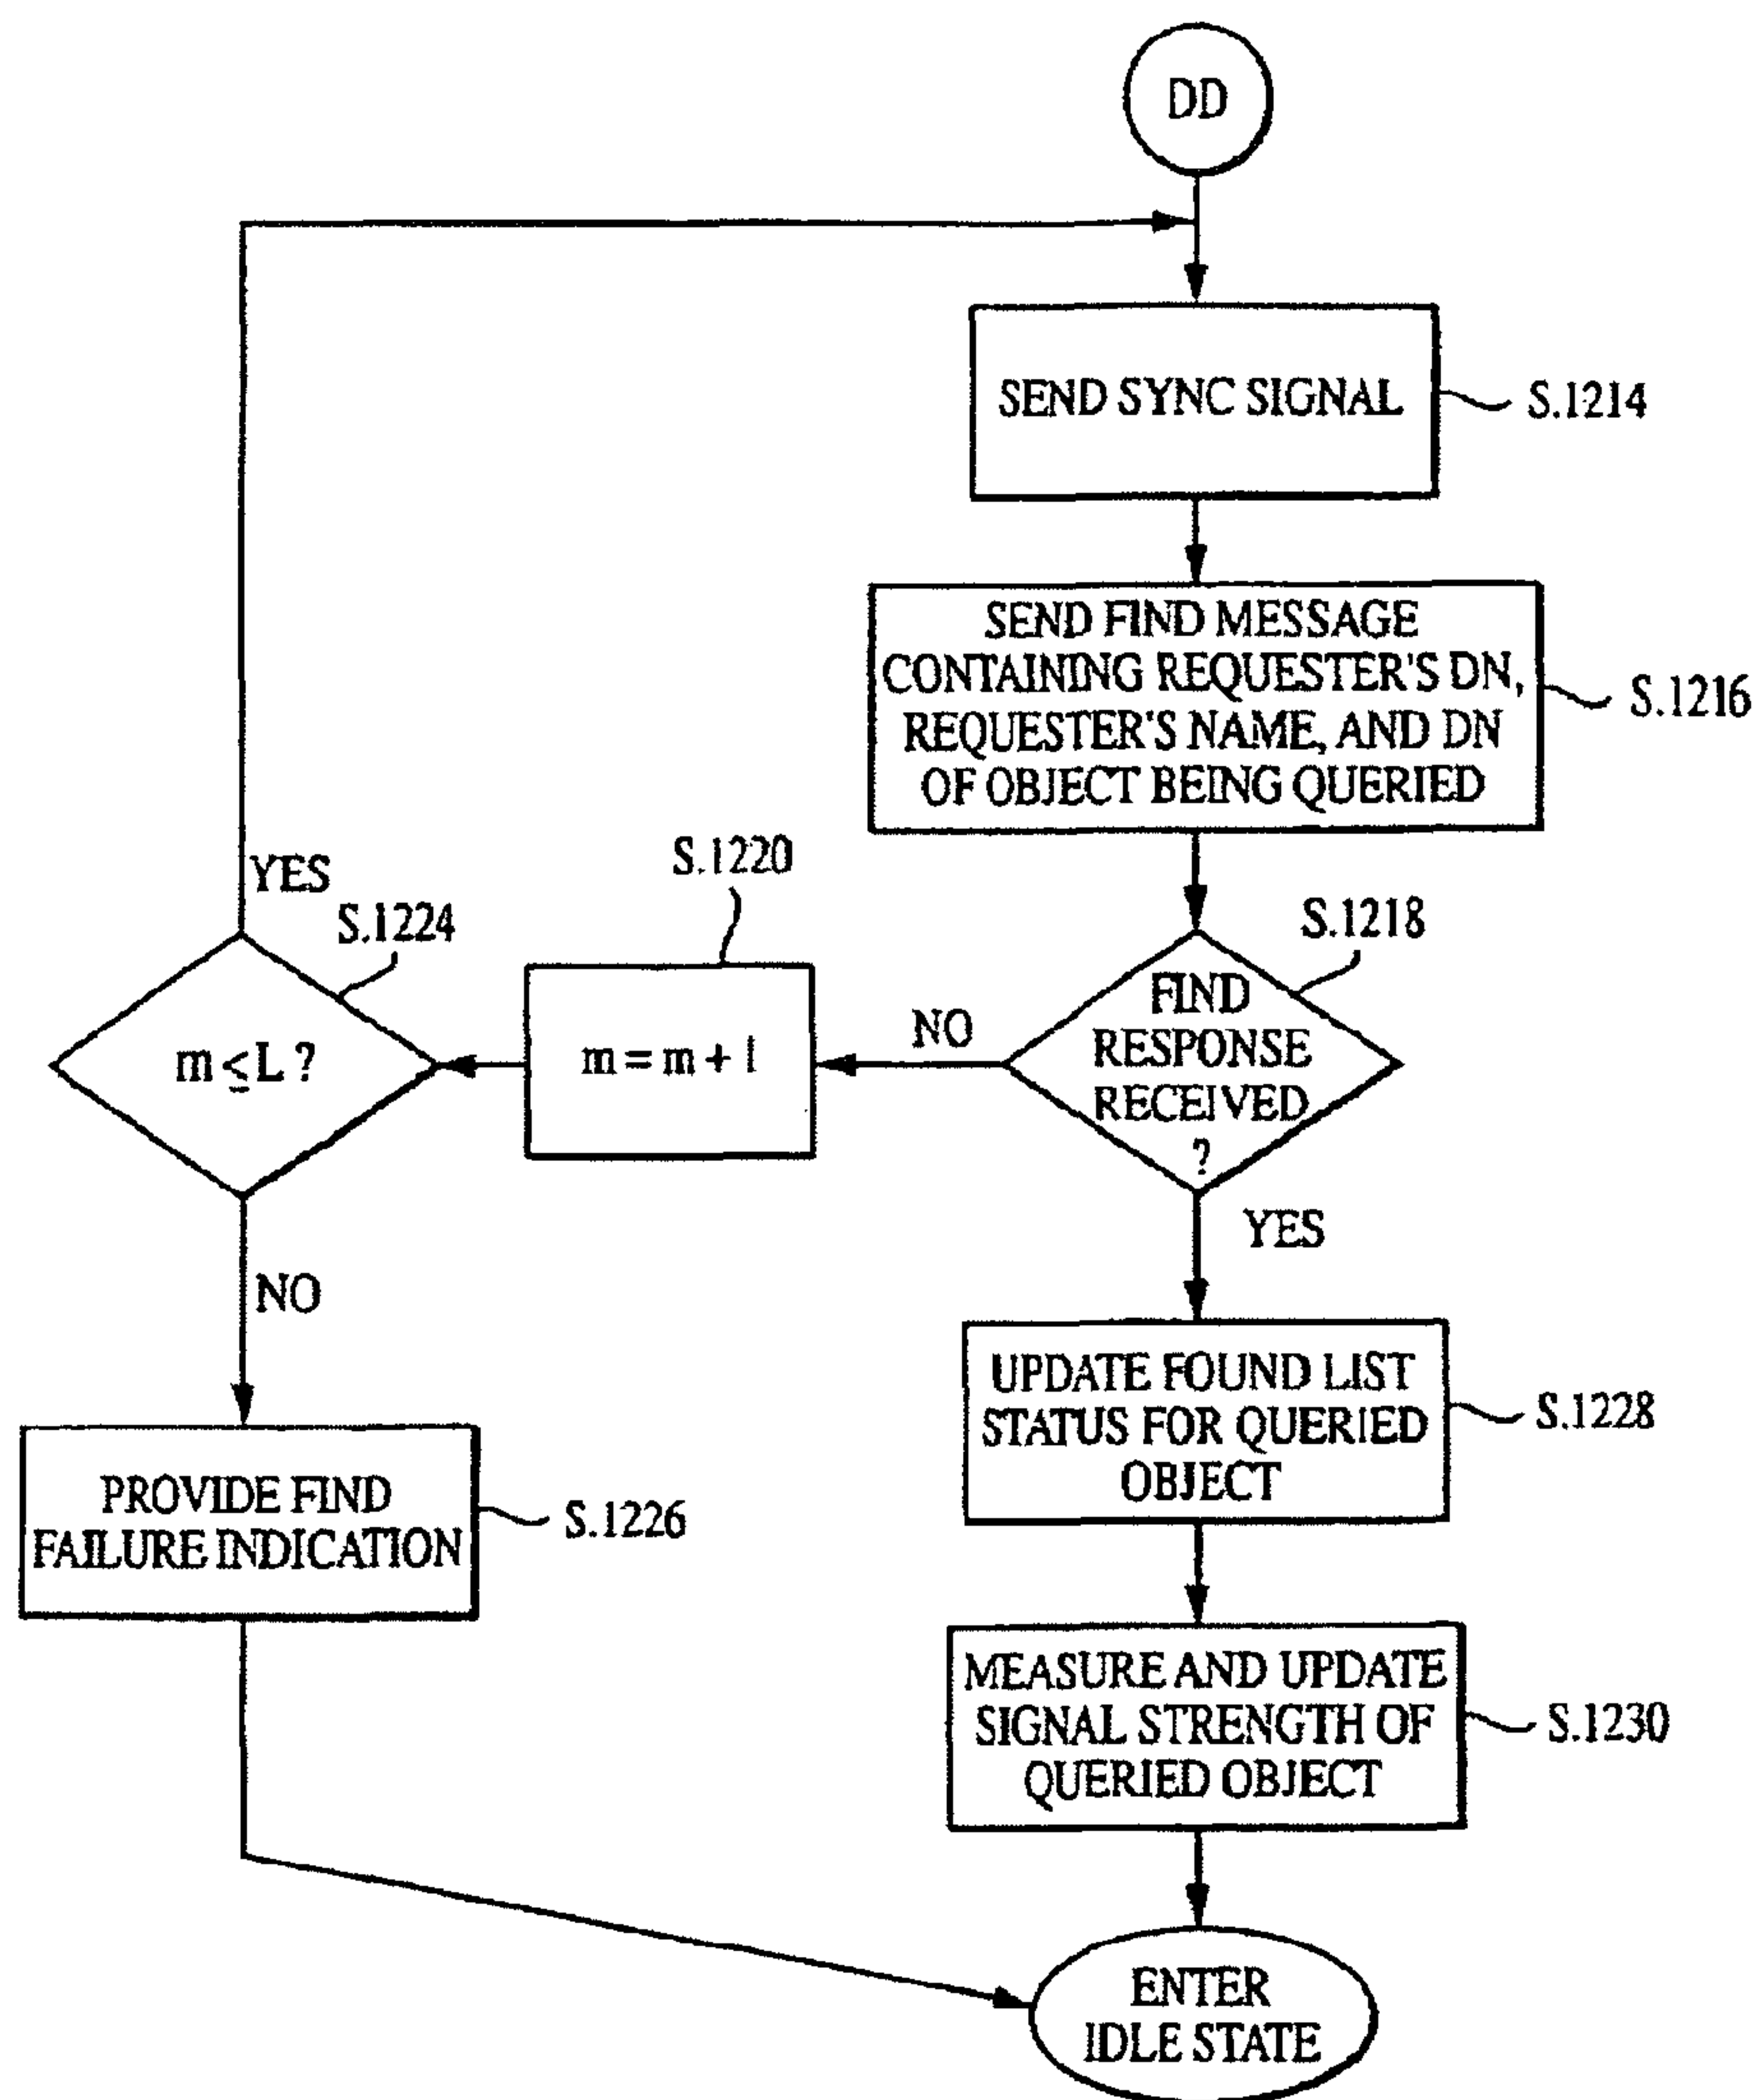 DD
SEND SYNC SIGNAL
S.1214
SEND FIND MESSAGE
CONTAINING REQUESTER'S DN,
REQUESTER'S NAME, AND DN
OF OBJECT BEING QUERIED
S.1216
S.1220
YES
S.1224
S.1218
FIND
RESPONSE
RECEIVED
?
NO
m = m + 1
m ≤ L ?
YES
NO
UPDATE FOUND LIST
STATUS FOR QUERIED
OBJECT
S.1228
PROVIDE FIND
FAILURE INDICATION
S.1226
MEASURE AND UPDATE
SIGNAL STRENGTH OF
QUERIED OBJECT
S.1230
ENTER
IDLE STATE